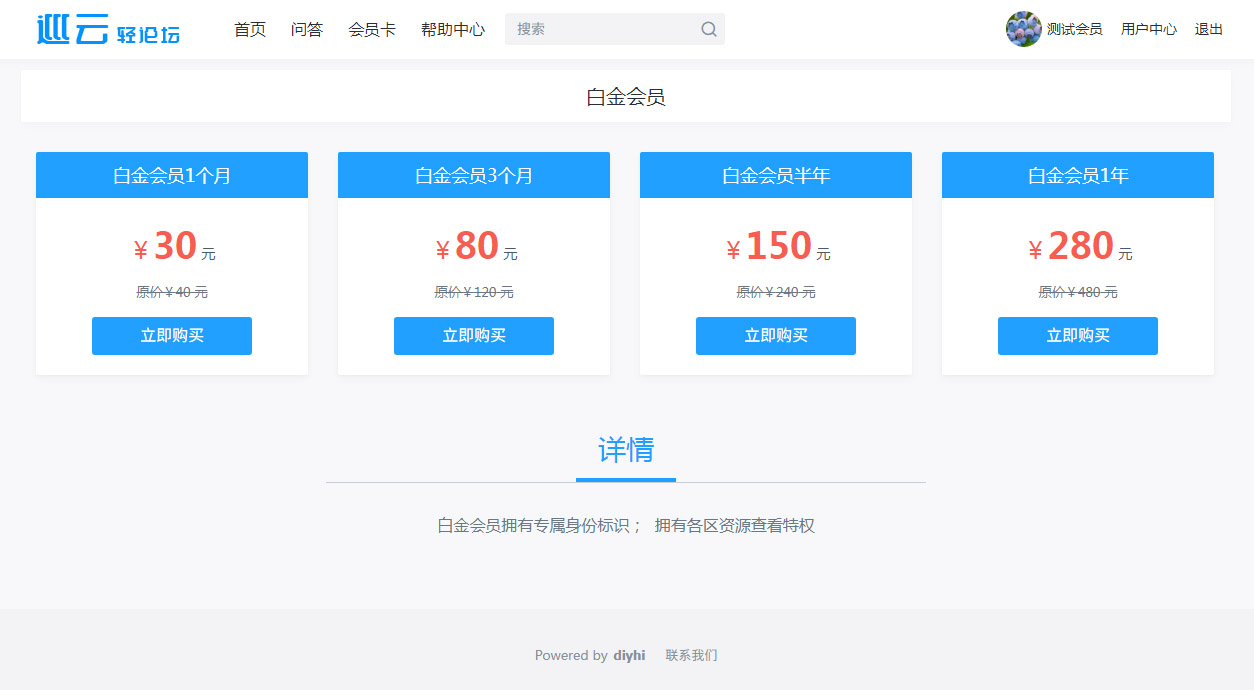 巡云 轻论坛 首页 问答 会员卡 帮助中心 搜索 测试会员 用户中心 退出
白金会员
白金会员1个月 白金会员3个月 白金会员半年 白金会员1年
¥ 30 元 ¥ 80 元 ¥ 150 元 ¥ 280 元
原价¥40 元 原价¥120 元 原价¥240 元 原价¥480 元
立即购买 立即购买 立即购买 立即购买
详情
白金会员拥有专属身份标识； 拥有各区资源查看特权
Powered by diyhi 联系我们